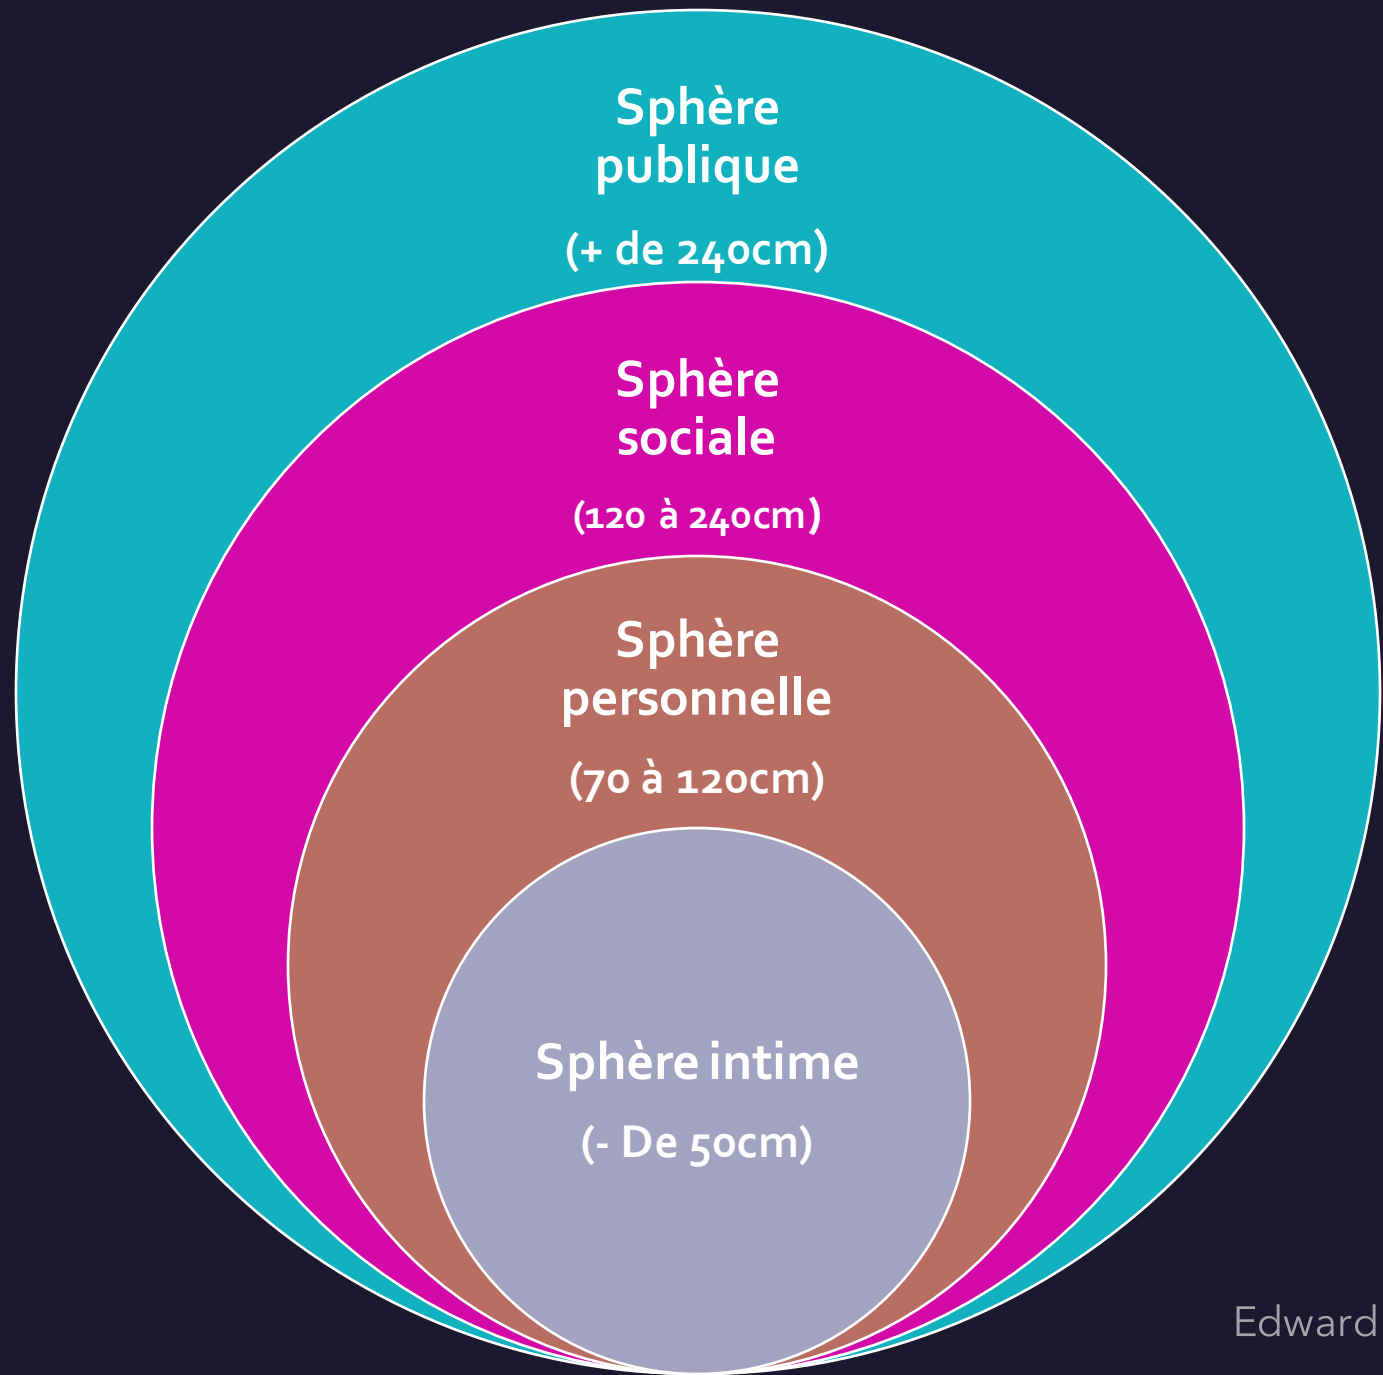 Sphère
publique
(+ de 240cm)
Sphère
sociale
(120 à 240cm)
Sphère
personnelle
(70 à 120cm)
Sphère intime
(- De 50cm)
Edward